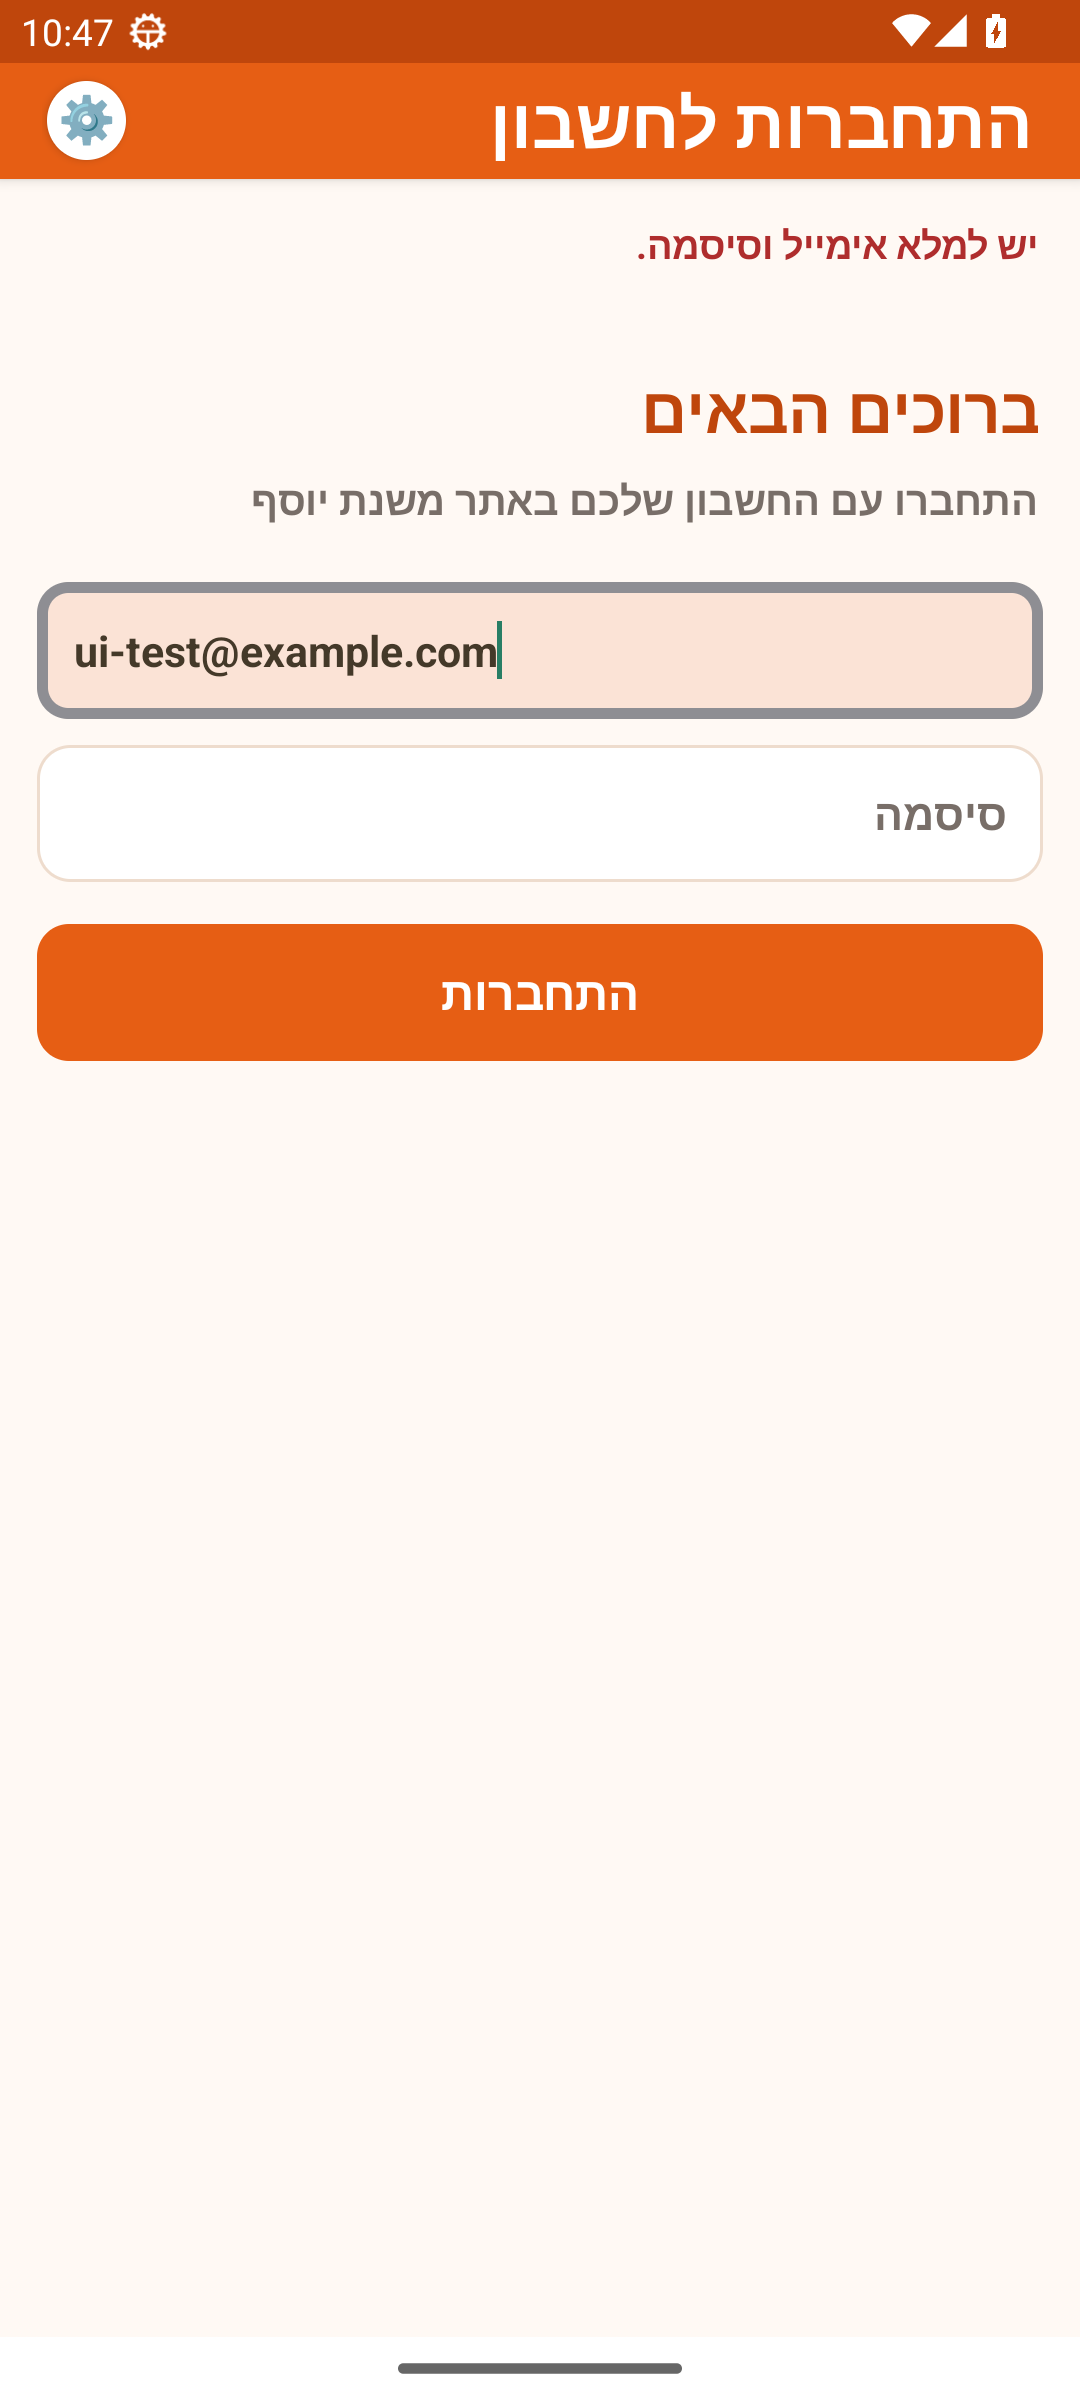 10:47
התחברות לחשבון
יש למלא אימייל וסיסמה.
ברוכים הבאים
התחברו עם החשבון שלכם באתר משנת יוסף
ui-test@example.com
סיסמה
התחברות